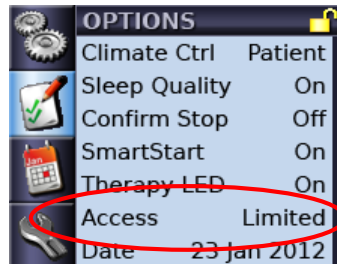 OPTIONS
Climate Ctrl Patient
Sleep Quality On
Confirm Stop Off
SmartStart On
Therapy LED On
Access Limited
Jan
Date 23 Jan 2012